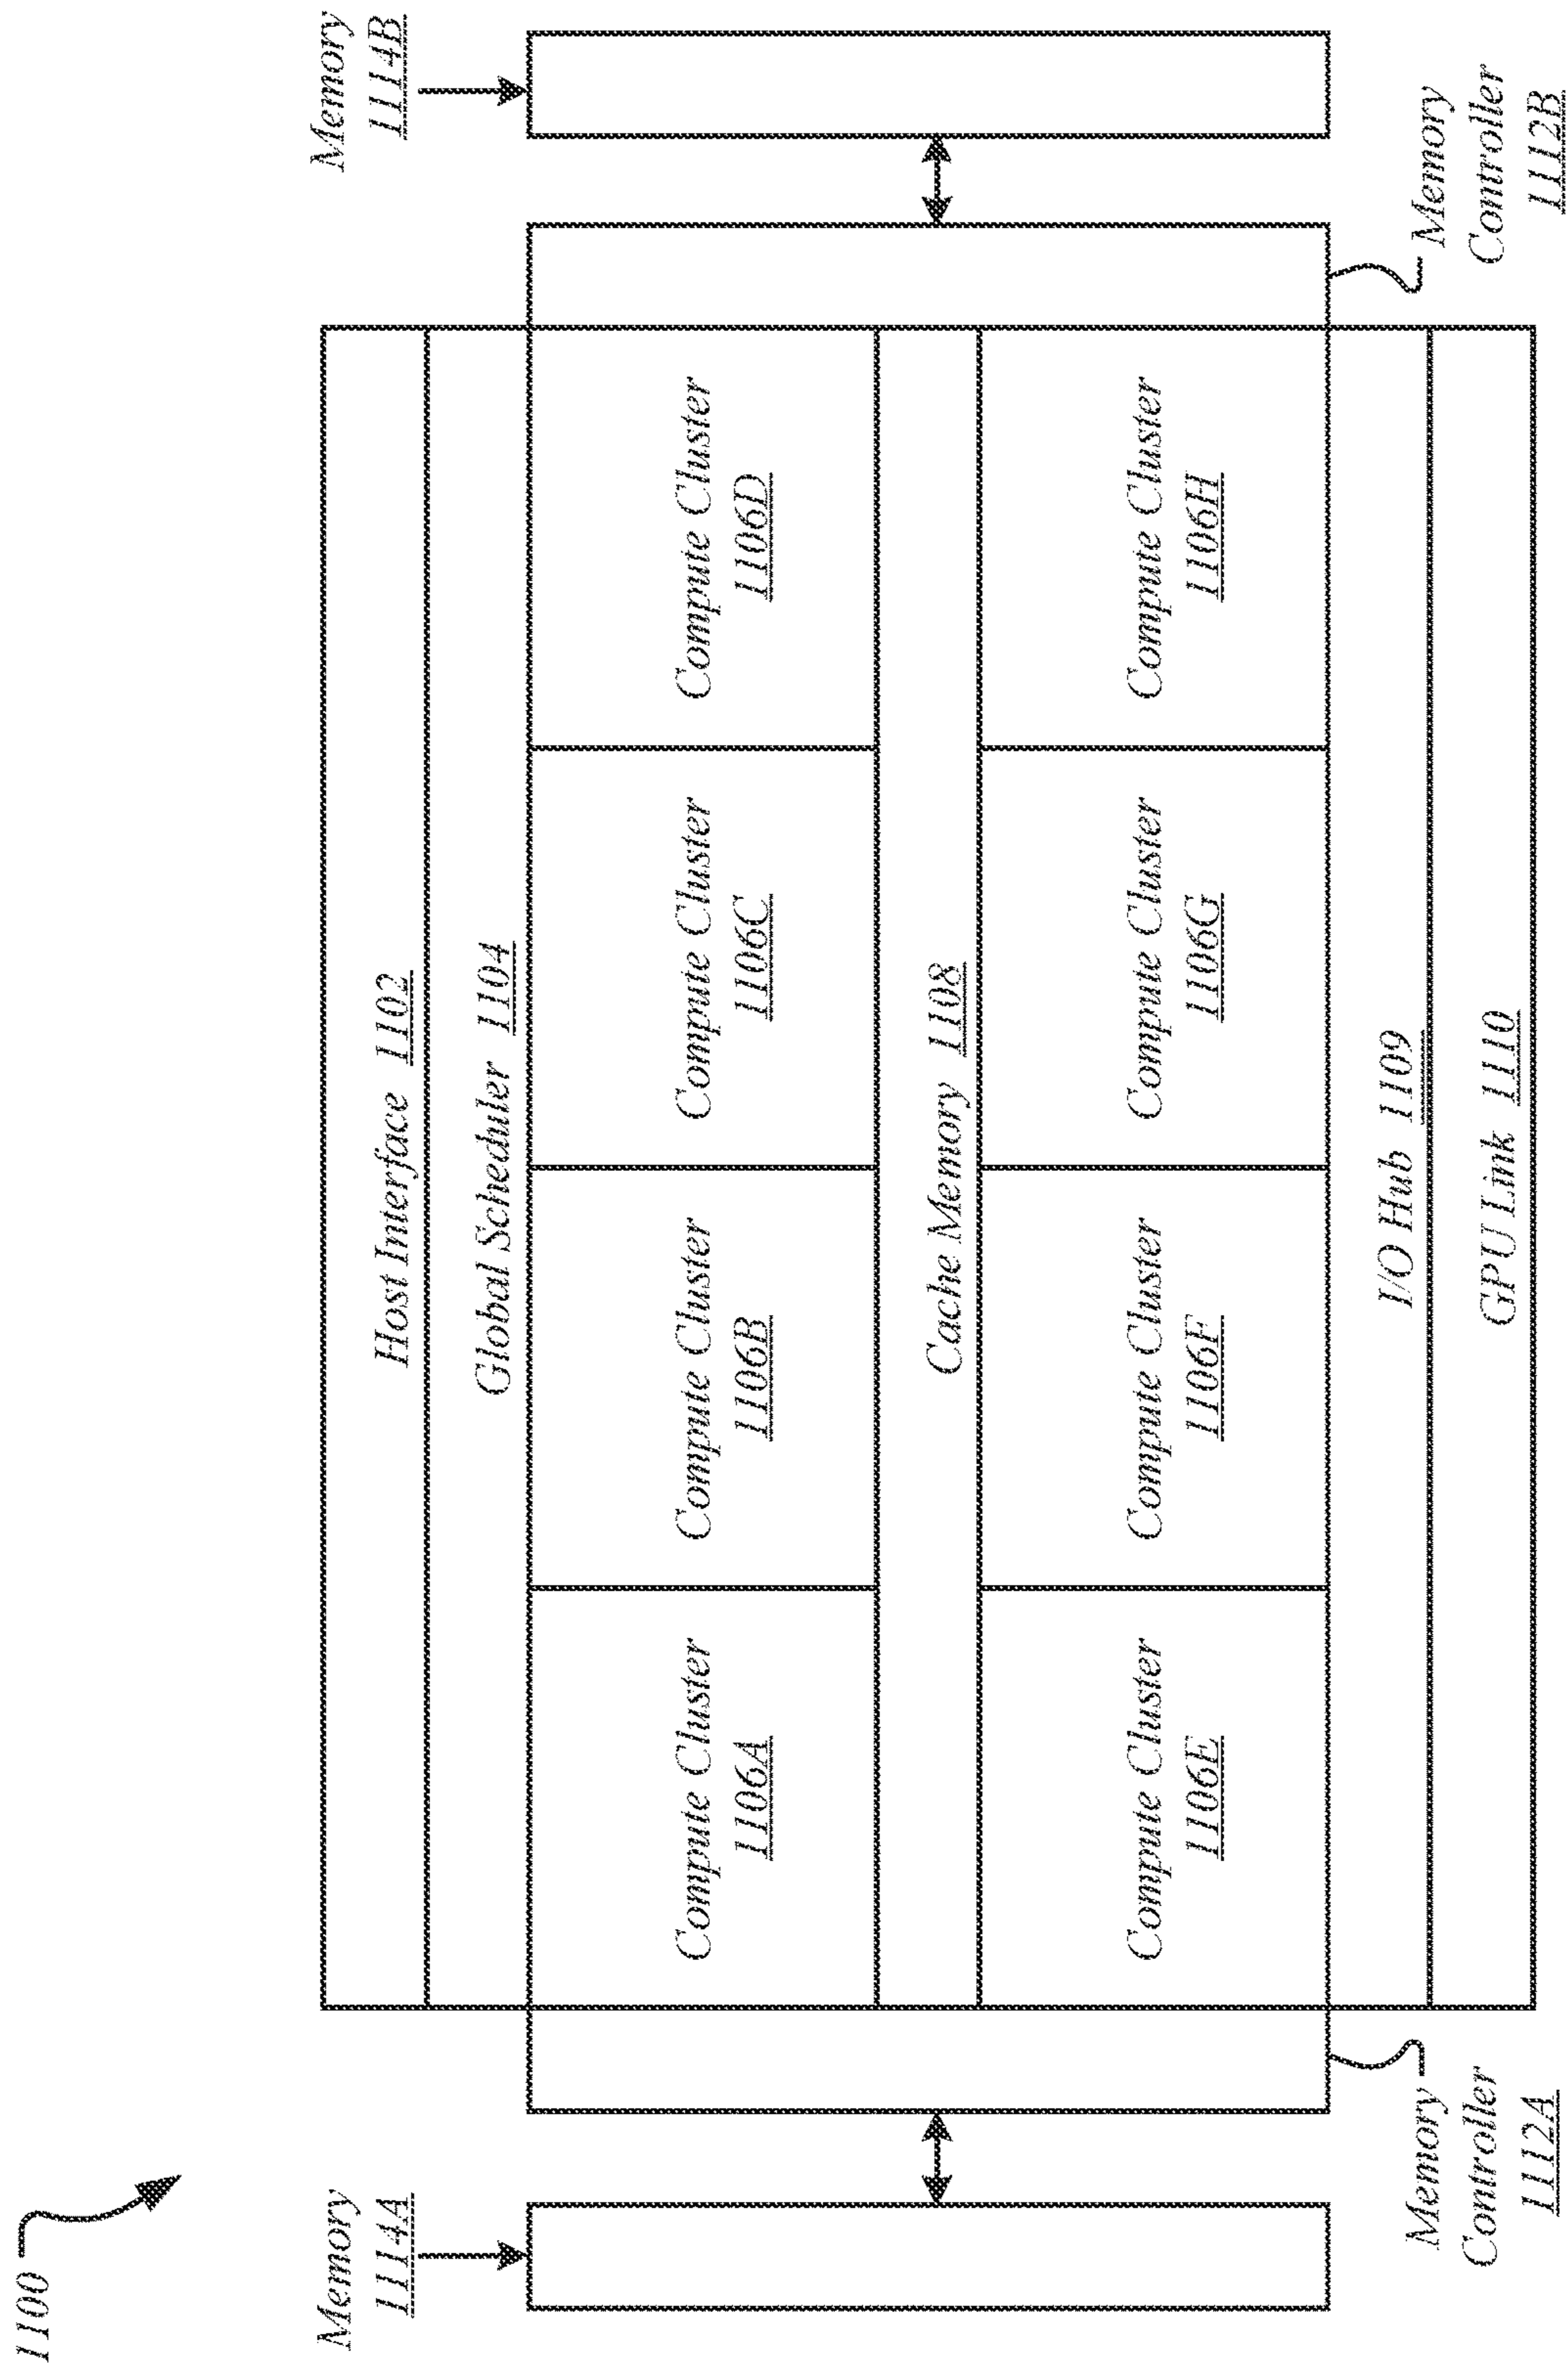 1100
Host Interface 1102
Global Scheduler 1104
Memory
1114A
Memory
1114B
Compute Cluster
1106A
Compute Cluster
1106B
Compute Cluster
1106C
Compute Cluster
1106D
Cache Memory 1108
Compute Cluster
1106E
Compute Cluster
1106F
Compute Cluster
1106G
Compute Cluster
1106H
I/O Hub 1109
GPU Link 1110
Memory
Controller
1112A
Memory
Controller
1112B